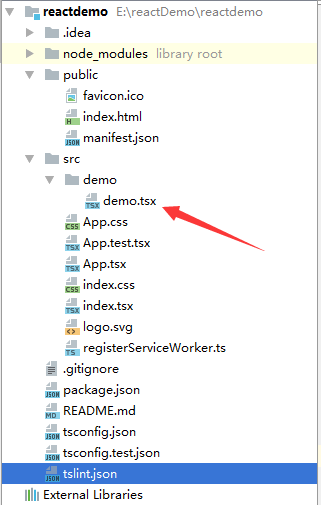 reactdemo E:\reactDemo\reactdemo
.idea
node_modules library root
public
favicon.ico
index.html
manifest.json
src
demo
demo.tsx
App.css
App.test.tsx
App.tsx
index.css
index.tsx
logo.svg
registerServiceWorker.ts
.gitignore
package.json
README.md
tsconfig.json
tsconfig.test.json
tslint.json
External Libraries